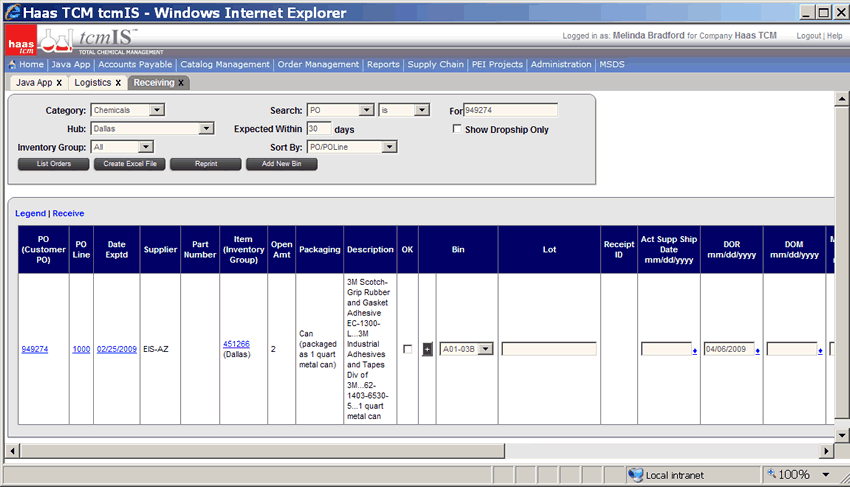 Haas TCM tcmIS - Windows Internet Explorer
haas tcm
tcmIS™
TOTAL CHEMICAL MANAGEMENT
Logged in as: Melinda Bradford for Company Haas TCM
Logout | Help
Home | Java App | Accounts Payable | Catalog Management | Order Management | Reports | Supply Chain | PEI Projects | Administration | MSDS
Java App X Logistics X Receiving X
Category: Chemicals Search: PO is For 949274
Hub: Dallas Expected Within 30 days Show Dropship Only
Inventory Group: All Sort By: PO/POLine
List Orders Create Excel File Reprint Add New Bin
Legend | Receive
PO
(Customer
PO)
PO
Line
Date
Exptd
Supplier
Part
Number
Item
(Inventory
Group)
Open
Amt
Packaging
Description
OK
Bin
Lot
Receipt
ID
Act Supp Ship
Date
mm/dd/yyyy
DOR
mm/dd/yyyy
DOM
mm/dd/yyyy
949274
1000
02/25/2009
EIS-AZ
451266
(Dallas)
2
Can
(packaged
as 1 quart
metal can)
3M Scotch-
Grip Rubber
and Gasket
Adhesive
EC-1300-
L...3M
Industrial
Adhesives
and Tapes
Div of
3M...62-
1403-6530-
5...1 quart
metal can
+
A01-03B
04/06/2009
Local intranet
100%